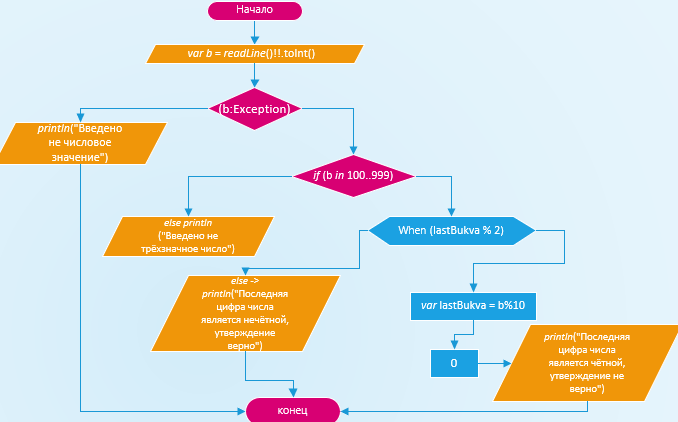 Начало
var b = readLine()!!.toInt()
(b:Exception)
println("Введено
не числовое
значение")
if (b in 100..999)
else println
("Введено не
трёхзначное число")
When (lastBukva % 2)
else ->
println("Последняя
цифра числа
является нечётной,
утверждение
верно")
var lastBukva = b%10
0
println("Последняя
цифра числа
является чётной,
утверждение не
верно")
конец